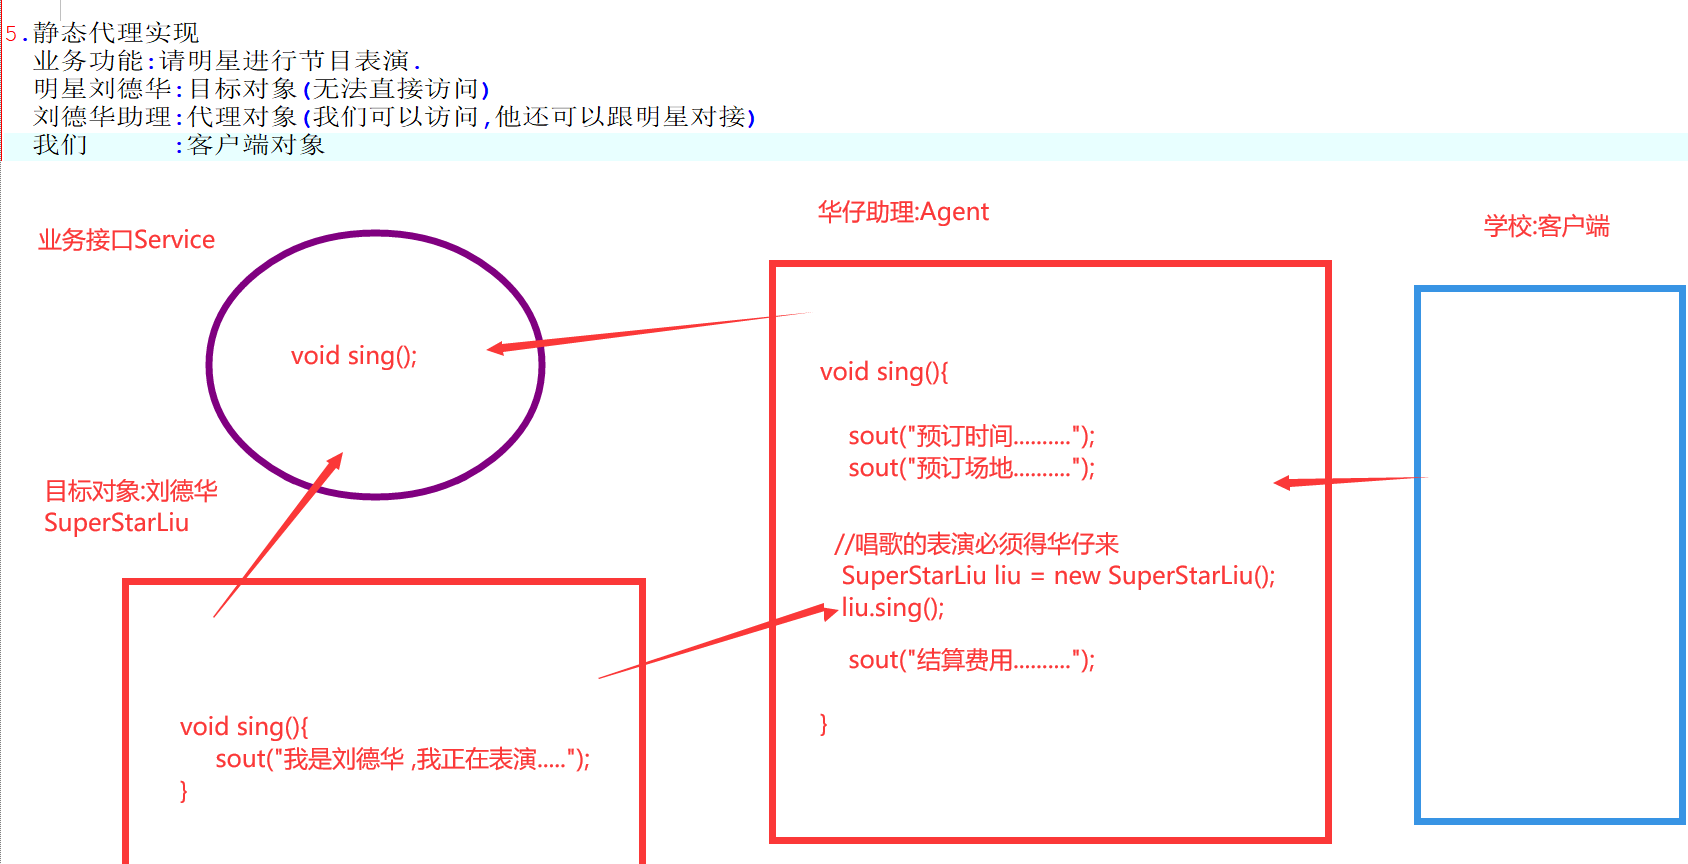 5.静态代理实现
业务功能:请明星进行节目表演.
明星刘德华:目标对象(无法直接访问)
刘德华助理:代理对象(我们可以访问,他还可以跟明星对接)
我们      :客户端对象
业务接口Service
void sing();
目标对象:刘德华
SuperStarLiu
void sing(){
sout("我是刘德华 ,我正在表演.....");
}
华仔助理:Agent
void sing(){
sout("预订时间..........");
sout("预订场地..........");
//唱歌的表演必须得华仔来
SuperStarLiu liu = new SuperStarLiu();
liu.sing();
sout("结算费用..........");
}
学校:客户端